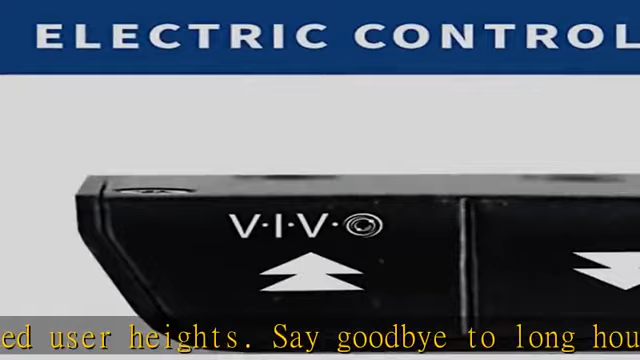 ELECTRIC CONTROL
V·I·V·O
ed user heights. Say goodbye to long hou